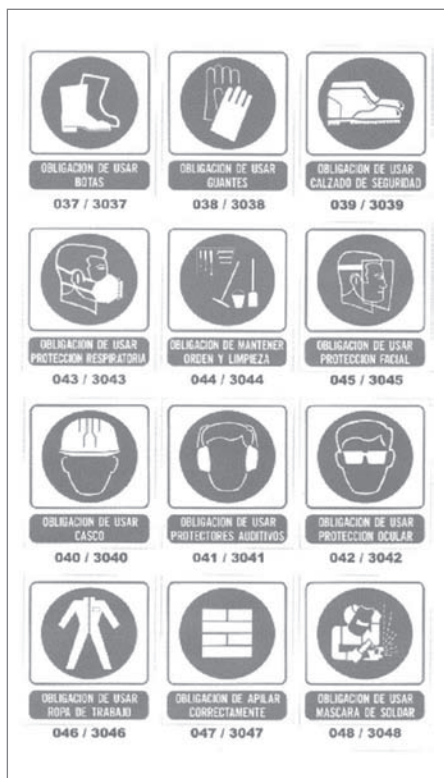 OBLIGACION DE USAR
BOTAS
037 / 3037
OBLIGACION DE USAR
GUANTES
038 / 3038
OBLIGACION DE USAR
CALZADO DE SEGURIDAD
039 / 3039
OBLIGACION DE USAR
PROTECCION RESPIRATORIA
043 / 3043
OBLIGACION DE MANTENER
ORDEN Y LIMPIEZA
044 / 3044
OBLIGACION DE USAR
PROTECCION FACIAL
045 / 3045
OBLIGACION DE USAR
CASCO
040 / 3040
OBLIGACION DE USAR
PROTECTORES AUDITIVOS
041 / 3041
OBLIGACION DE USAR
PROTECCION OCULAR
042 / 3042
OBLIGACION DE USAR
ROPA DE TRABAJO
046 / 3046
OBLIGACION DE APILAR
CORRECTAMENTE
047 / 3047
OBLIGACION DE USAR
MASCARA DE SOLDAR
048 / 3048